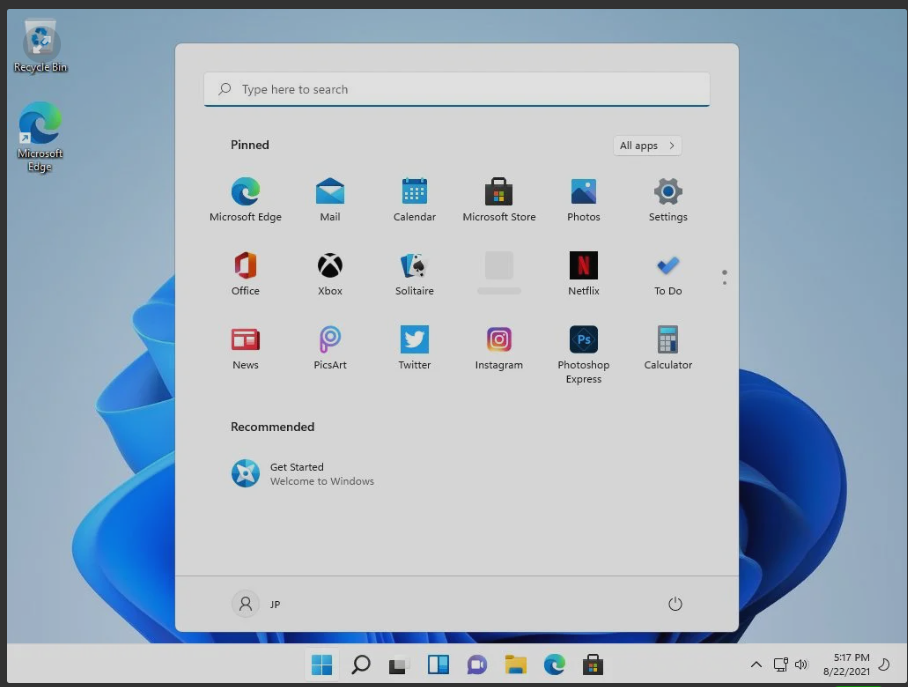 Recycle Bin
Microsoft
Edge
Type here to search
Pinned
All apps
Microsoft Edge
Mail
Calendar
Microsoft Store
Photos
Settings
Office
Xbox
Solitaire
Netflix
To Do
News
PicsArt
Twitter
Instagram
Ps
Photoshop
Express
Calculator
Recommended
Get Started
Welcome to Windows
JP
5:17 PM
8/22/2021